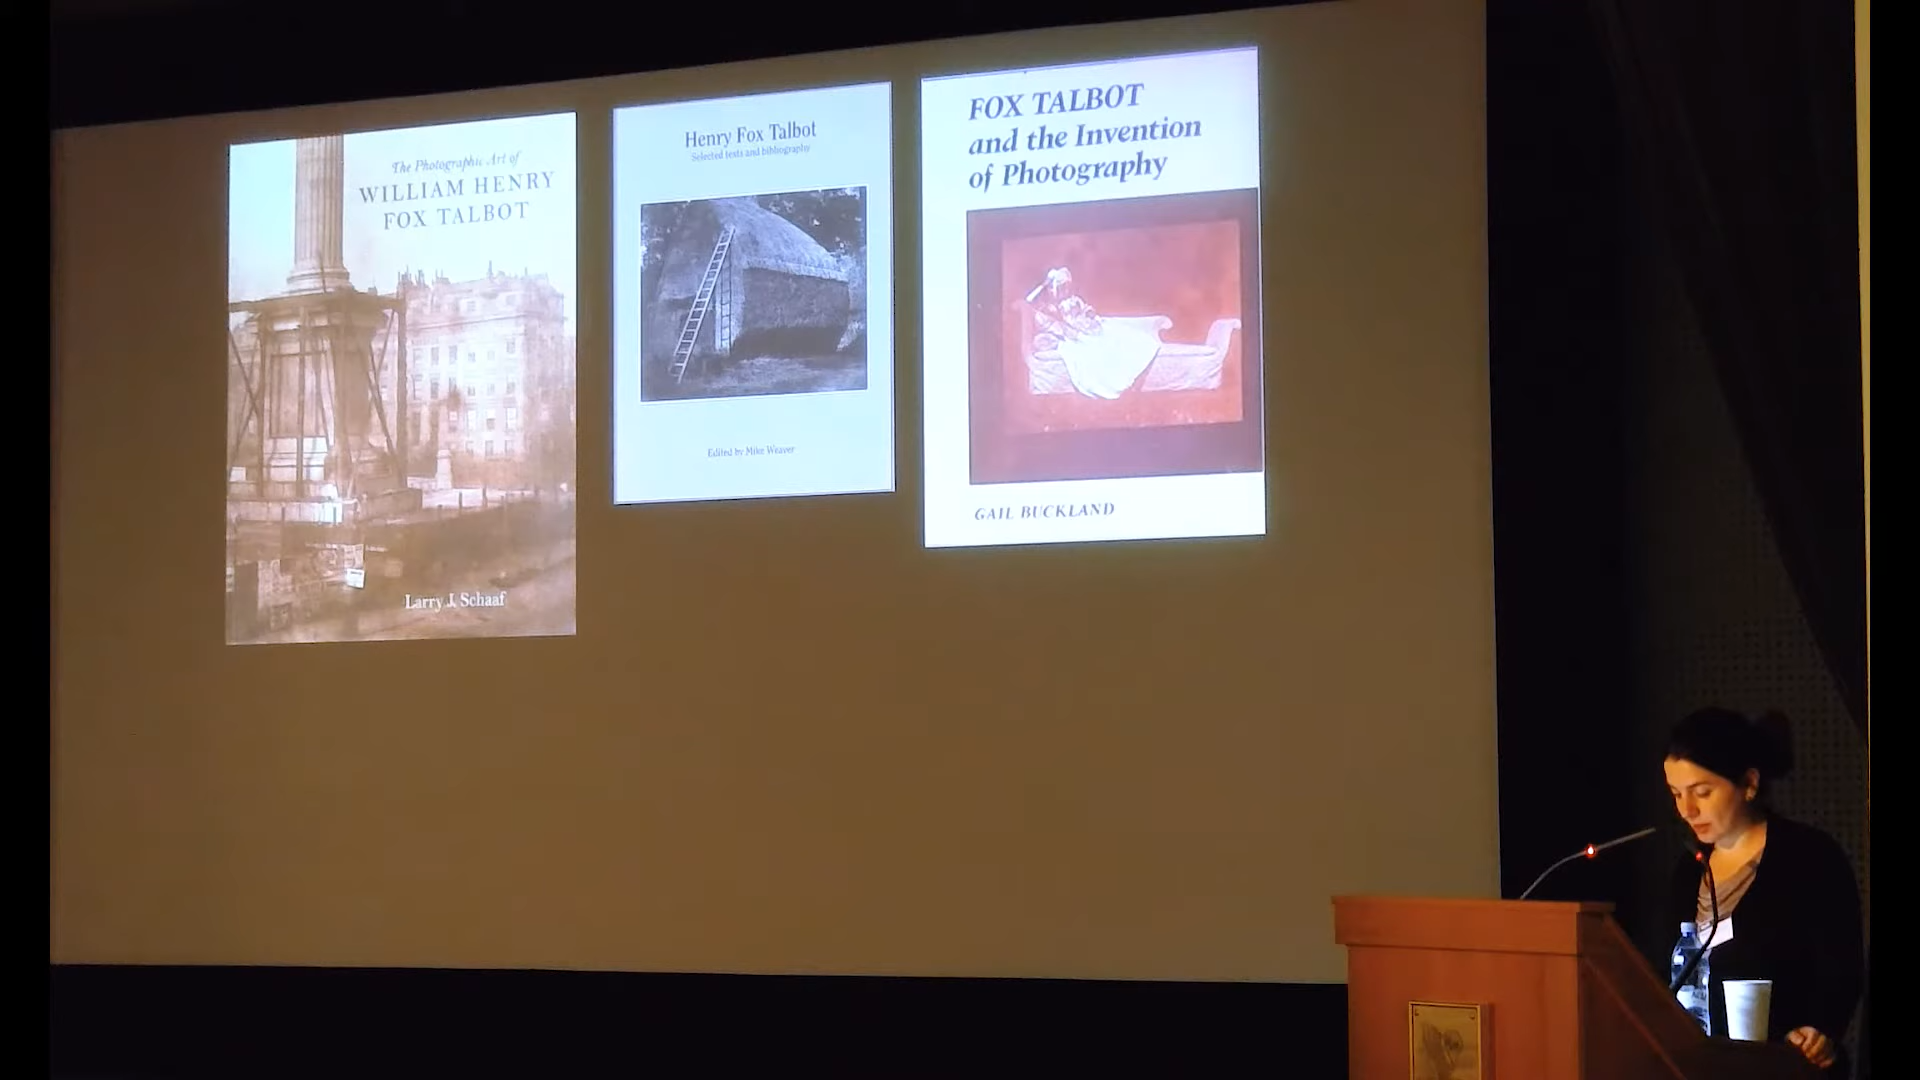 The Photographic Art of
WILLIAM HENRY
FOX TALBOT
Larry J. Schaaf
Henry Fox Talbot
Selected texts and bibliography
Edited by Mike Weaver
FOX TALBOT
and the Invention
of Photography
GAIL BUCKLAND